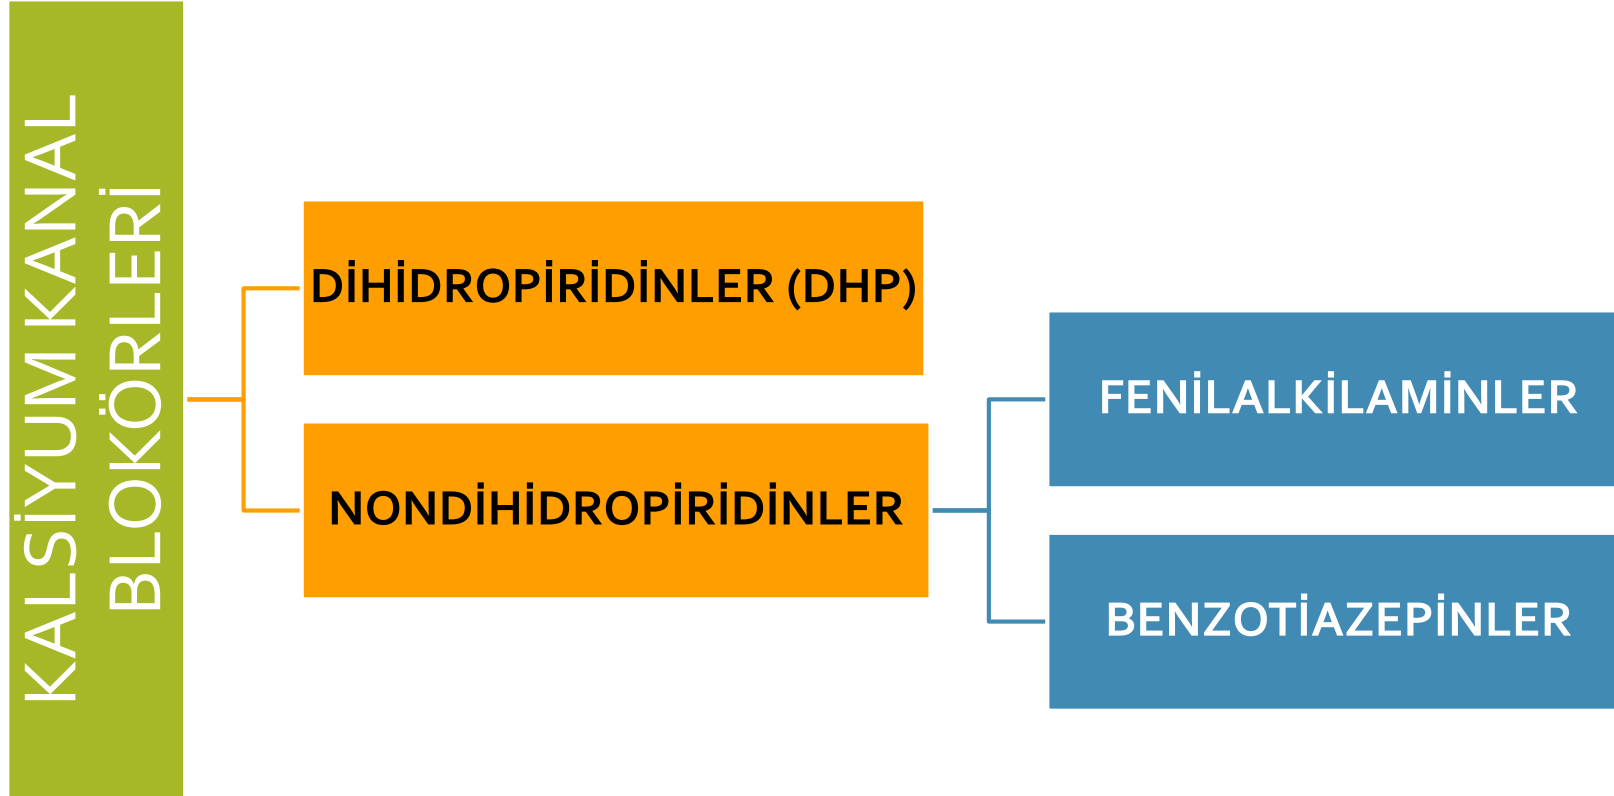 KALSİYUM KANAL
BLOKÖRLERİ
DİHİDROPİRİDİNLER (DHP)
NONDİHİDROPİRİDİNLER
FENİLALKİLAMİNLER
BENZOTİAZEPİNLER